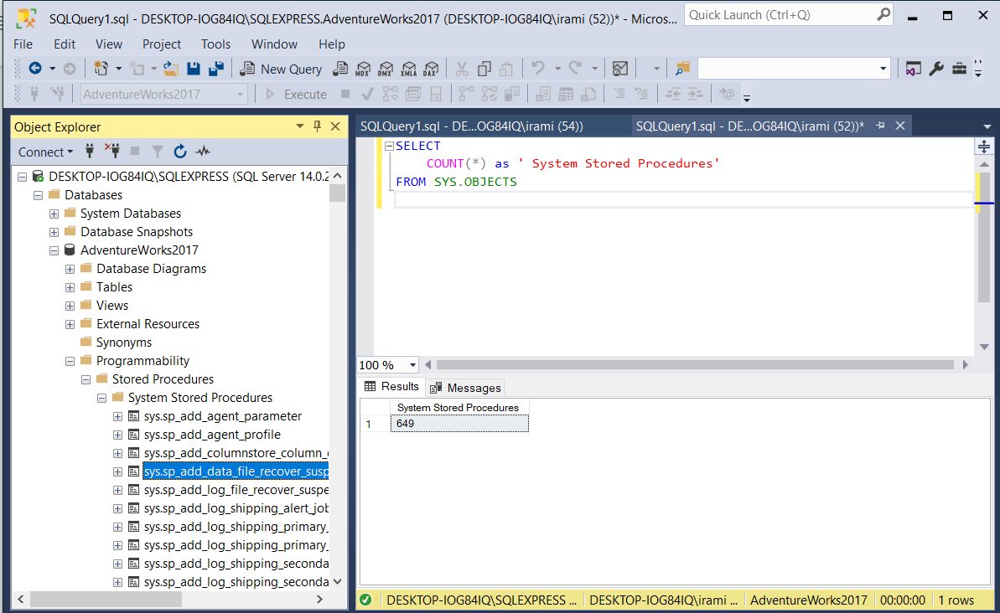 SQLQuery1.sql - DESKTOP-IOG84IQ\SQLEXPRESS.AdventureWorks2017 (DESKTOP-IOG84IQ\irami (52))* - Micros...
Quick Launch (Ctrl+Q)
File Edit View Project Tools Window Help
New Query MDX DMX XMLA DAX
AdventureWorks2017 Execute
Object Explorer
Connect
DESKTOP-IOG84IQ\SQLEXPRESS (SQL Server 14.0.2
Databases
System Databases
Database Snapshots
AdventureWorks2017
Database Diagrams
Tables
Views
External Resources
Synonyms
Programmability
Stored Procedures
System Stored Procedures
sys.sp_add_agent_parameter
sys.sp_add_agent_profile
sys.sp_add_columnstore_column_
sys.sp_add_data_file_recover_susp
sys.sp_add_log_file_recover_suspe
sys.sp_add_log_shipping_alert_job
sys.sp_add_log_shipping_primary_
sys.sp_add_log_shipping_primary_
sys.sp_add_log_shipping_seconda
sys.sp_add_log_shipping_seconda
SQLQuery1.sql - DE...OG84IQ\irami (54))
SQLQuery1.sql - DE...OG84IQ\irami (52))*
SELECT
COUNT(*) as ' System Stored Procedures'
FROM SYS.OBJECTS
100 %
Results Messages
System Stored Procedures
1 649
DESKTOP-IOG84IQ\SQLEXPRESS ... DESKTOP-IOG84IQ\irami ... AdventureWorks2017 00:00:00 1 rows